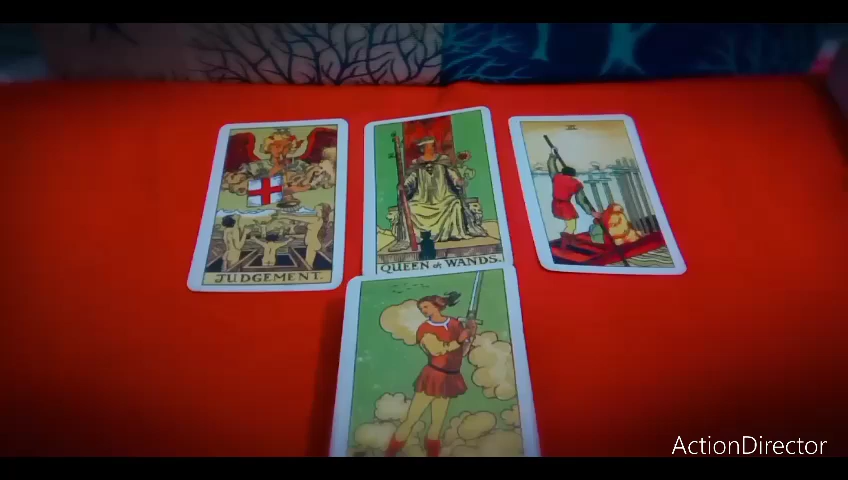 JUDGEMENT.
QUEEN of WANDS.
ActionDirector